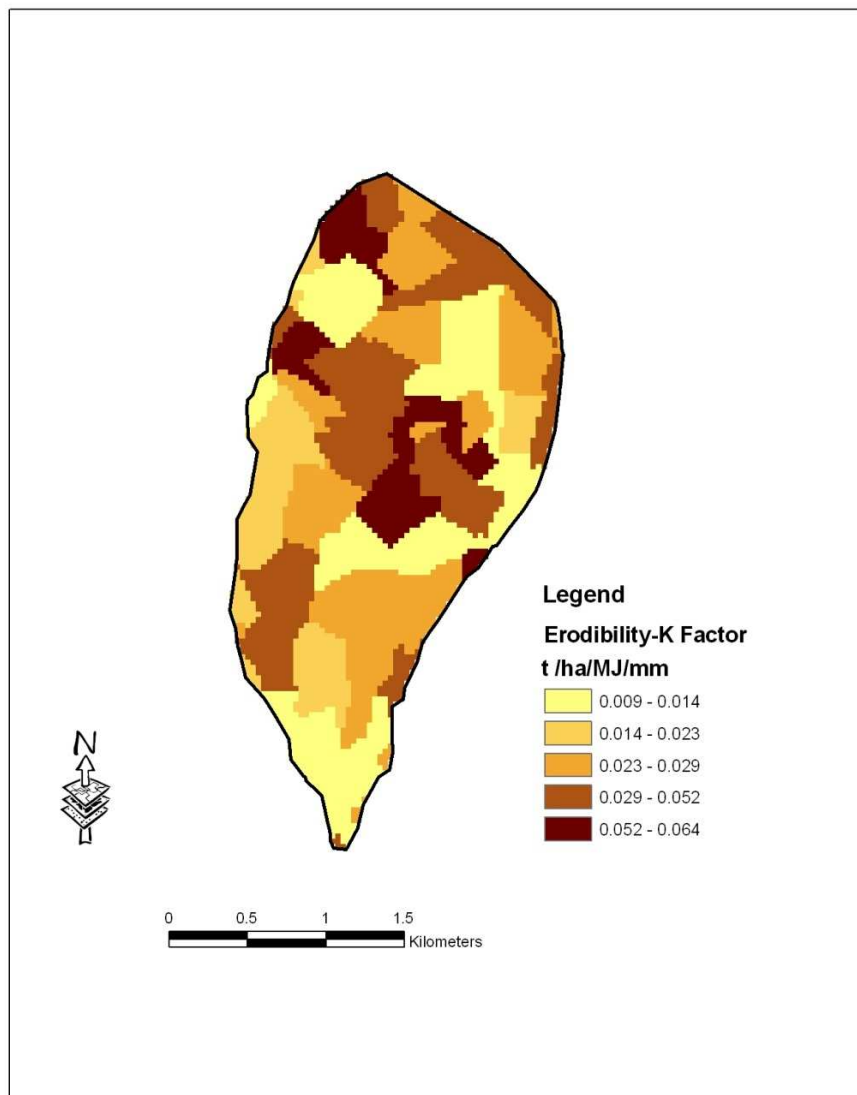 Legend
Erodibility-K Factor
t /ha/MJ/mm
0.009 - 0.014
0.014 - 0.023
0.023 - 0.029
0.029 - 0.052
0.052 - 0.064
N
0 0.5 1 1.5
Kilometers